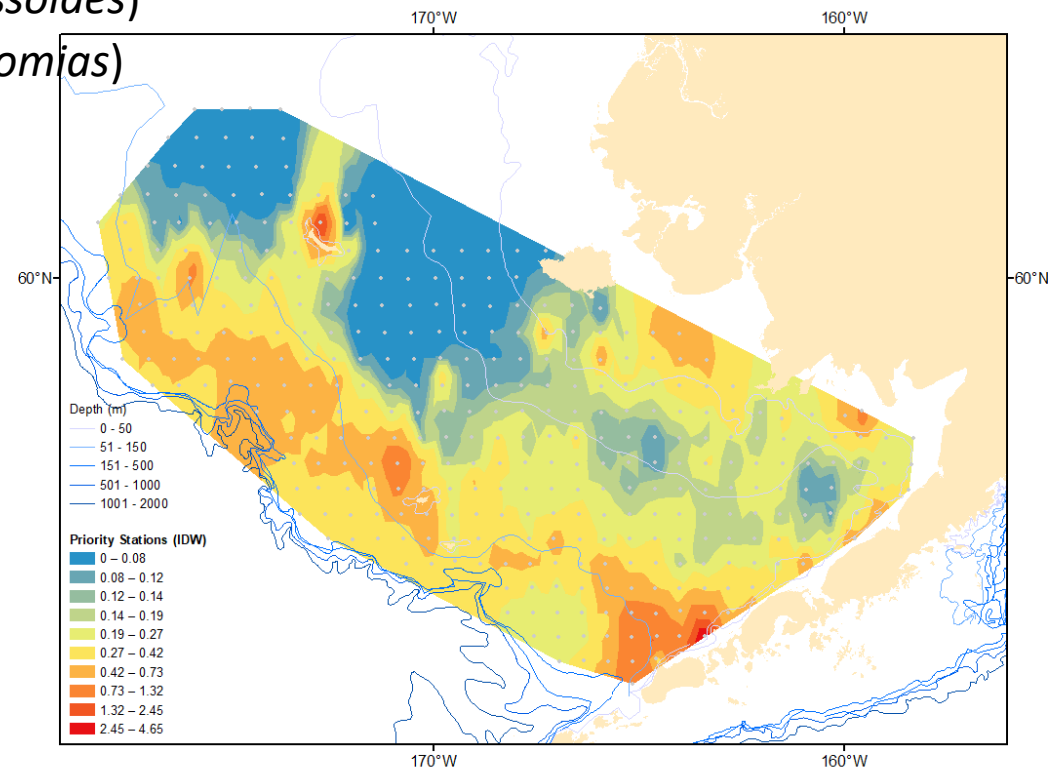 ssoides)
omias)
170°W 160°W
60°N 60°N
Depth (m)
0 - 50
51 - 150
151 - 500
501 - 1000
1001 - 2000
Priority Stations (IDW)
0 – 0.08
0.08 – 0.12
0.12 – 0.14
0.14 – 0.19
0.19 – 0.27
0.27 – 0.42
0.42 – 0.73
0.73 – 1.32
1.32 – 2.45
2.45 – 4.65
170°W 160°W